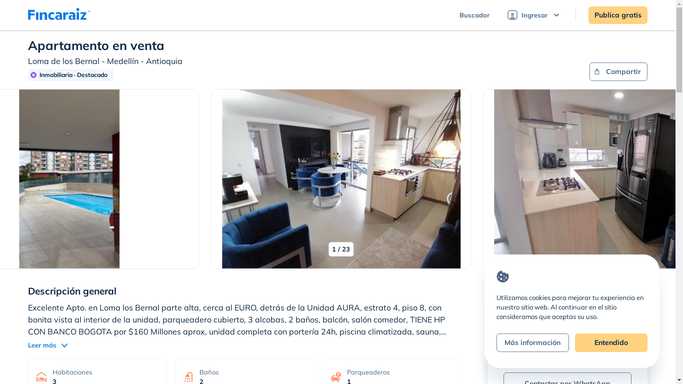 Fincaraiz
Buscador
Ingresar
Publica gratis
Apartamento en venta
Loma de los Bernal - Medellín - Antioquia
Inmobiliaria · Destacado
Compartir
1 / 23
Descripción general
Excelente Apto. en Loma los Bernal parte alta, cerca al EURO, detrás de la Unidad AURA, estrato 4, piso 8, con
bonita vista al interior de la unidad, parqueadero cubierto, 3 alcobas, 2 baños, balcón, salón comedor, TIENE HP
CON BANCO BOGOTA por $160 Millones aprox, unidad completa con portería 24h, piscina climatizada, sauna,...
Leer más
Utilizamos cookies para mejorar tu experiencia en
nuestro sitio web. Al continuar en el sitio
consideramos que aceptas su uso.
Más información
Entendido
Habitaciones
3
Baños
2
Parqueaderos
1
Contactar por WhatsApp